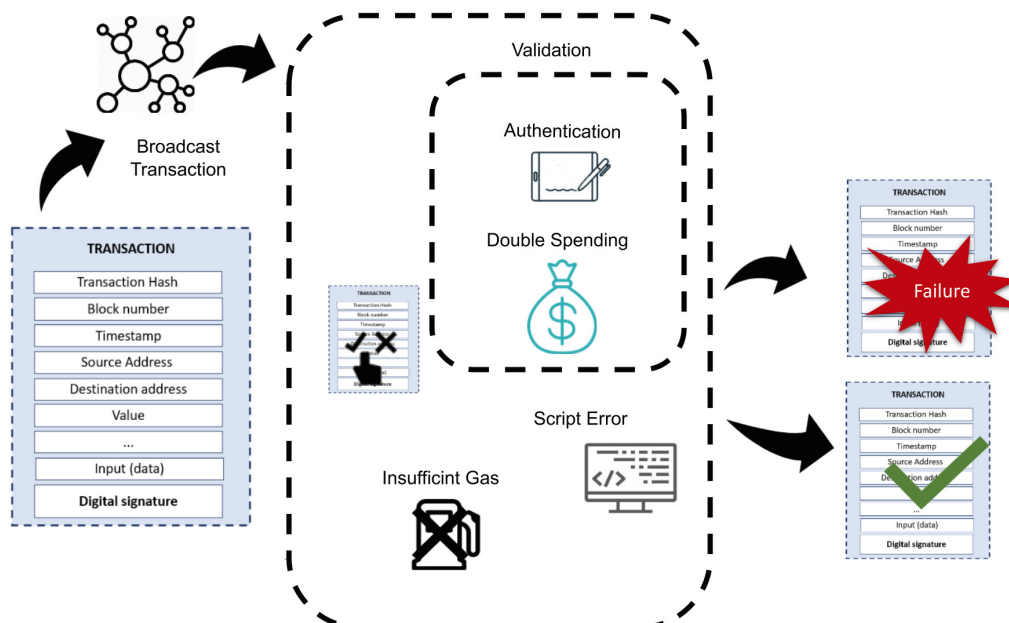 Broadcast
Transaction
TRANSACTION
Transaction Hash
Block number
Timestamp
Source Address
Destination address
Value
...
Input (data)
Digital signature
Validation
Authentication
Double Spending
$
TRANSACTION
Transaction Hash
Block number
Timestamp
Digital signature
Script Error
</>
Insufficint Gas
TRANSACTION
Transaction Hash
Block number
Timestamp
Source Address
Failure
Digital signature
TRANSACTION
Transaction Hash
Block number
Timestamp
Source Address
...
Input (data)
Digital signature